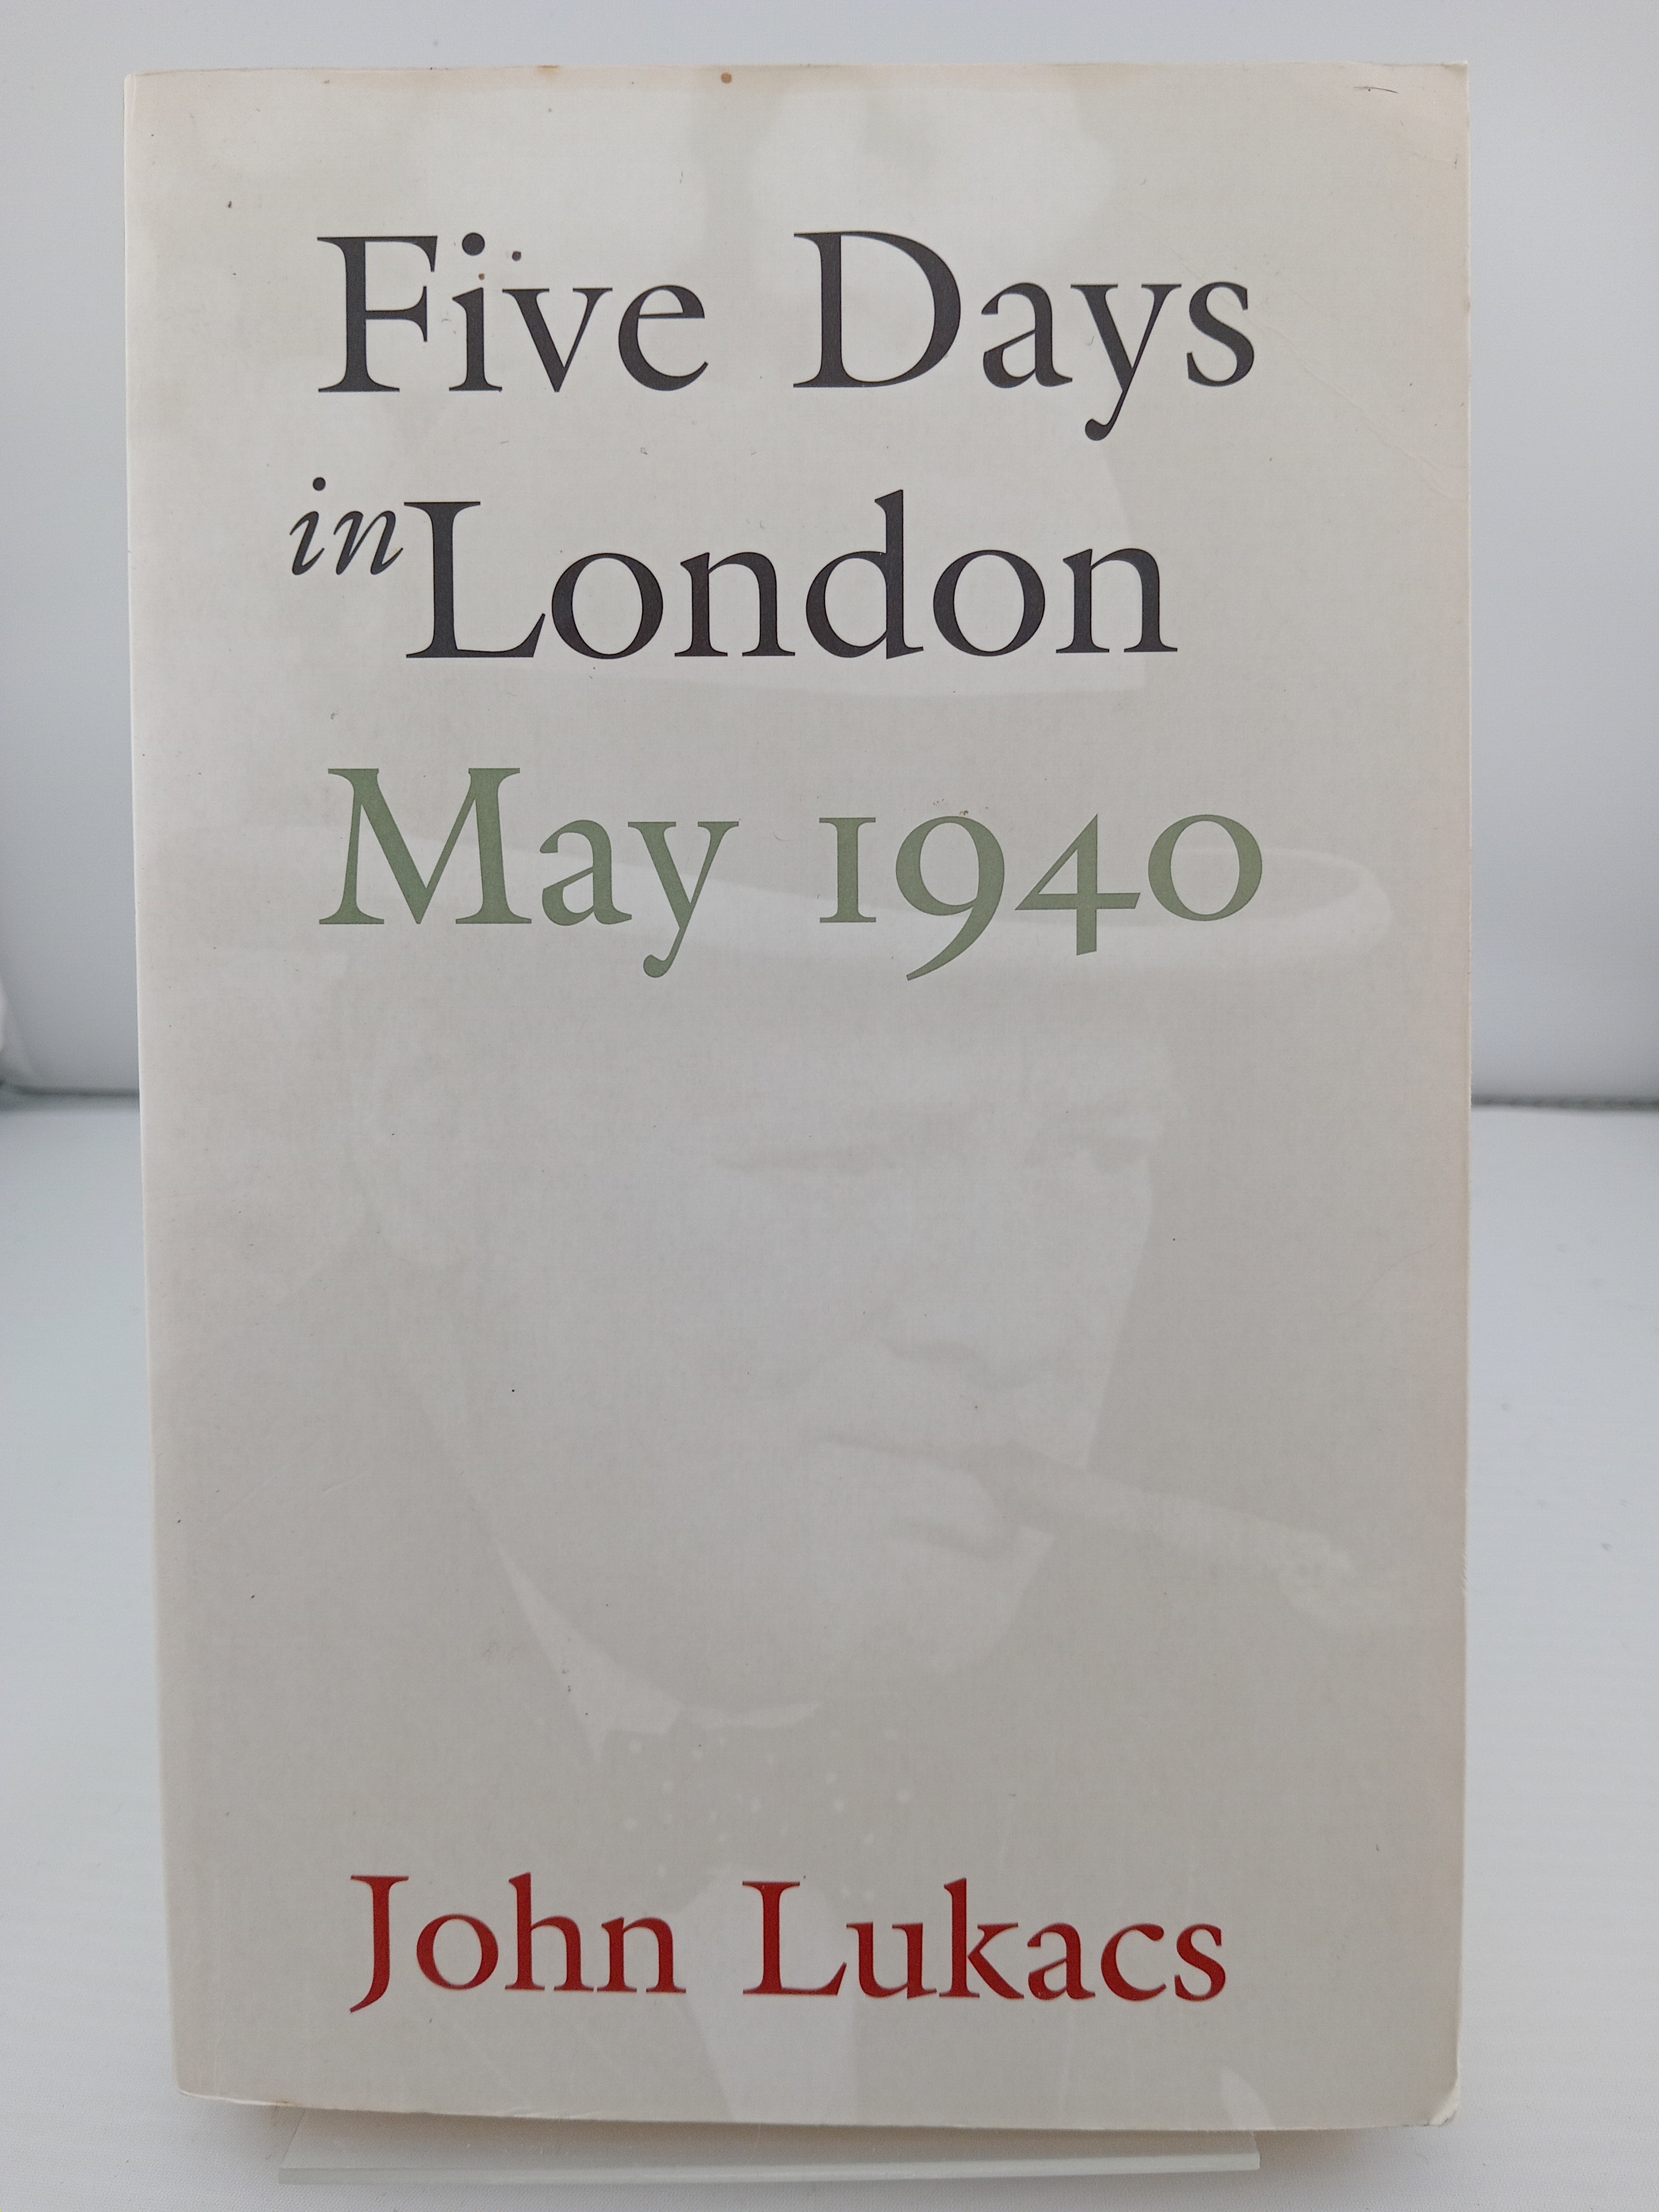 Five Days
in London
May 1940
John Lukacs